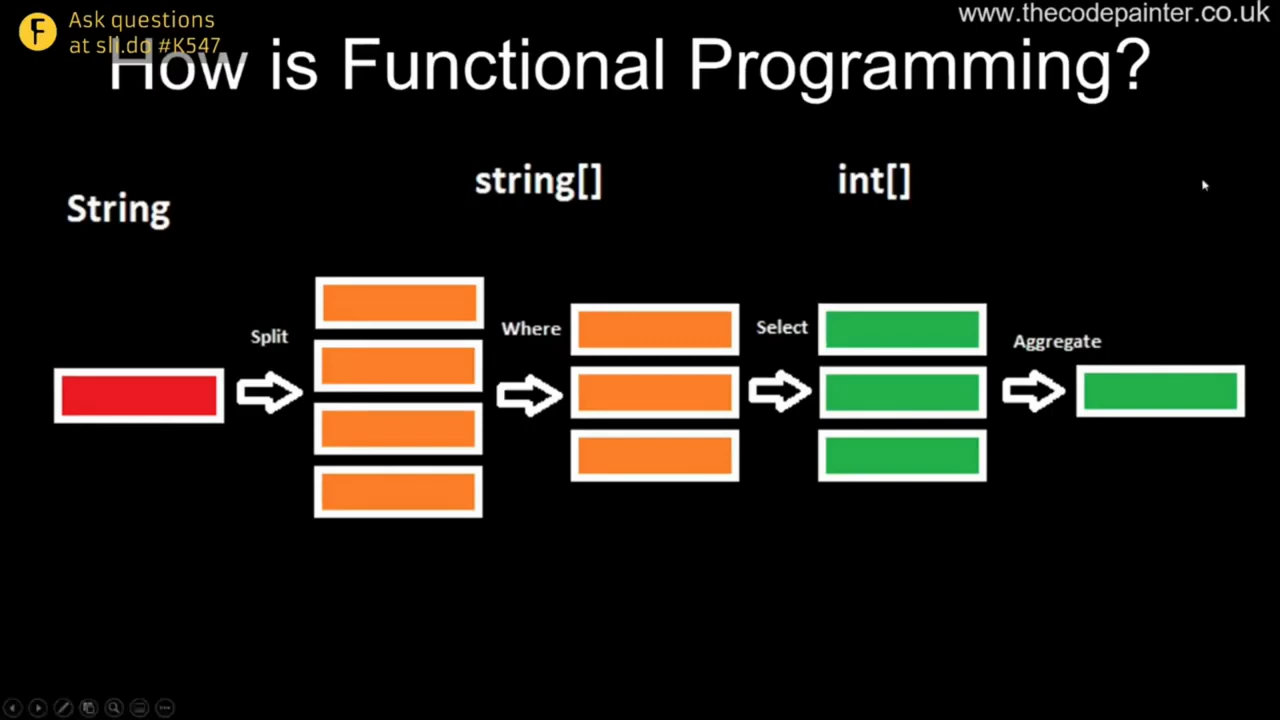 Ask questions
at sli.do #K547
www.thecodepainter.co.uk
How is Functional Programming?
String
string[]
int[]
Split
Where
Select
Aggregate